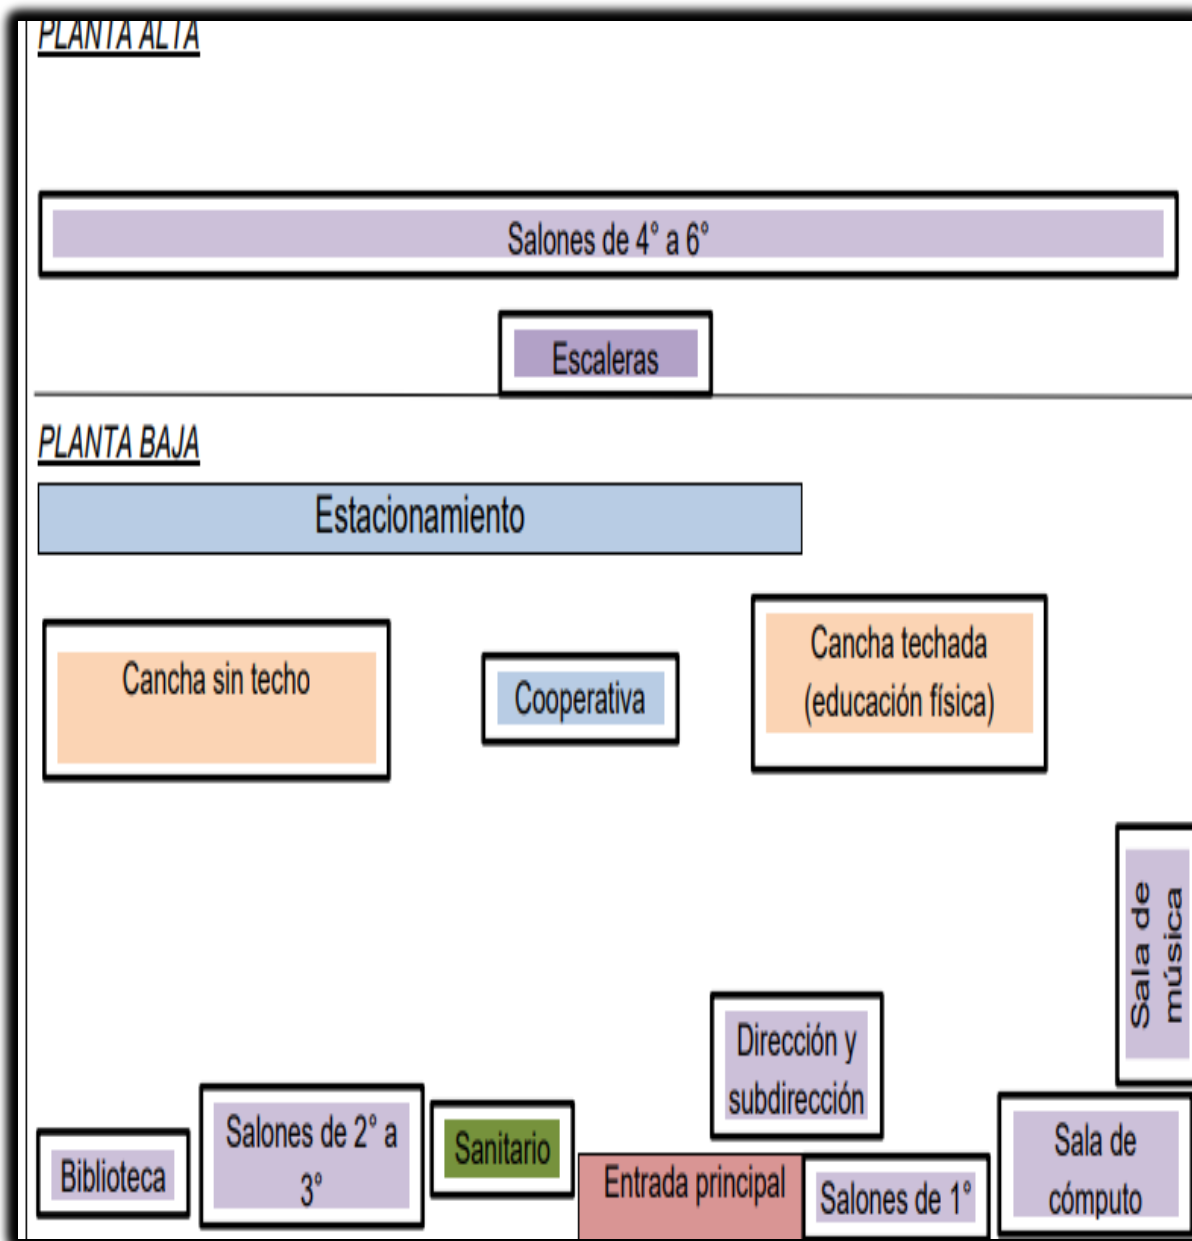 PLANTA ALTA
Salones de 4° a 6°
Escaleras
PLANTA BAJA
Estacionamiento
Cancha sin techo
Cooperativa
Cancha techada
(educación física)
Sala de
música
Dirección y
subdirección
Biblioteca
Salones de 2° a
3°
Sanitario
Entrada principal
Salones de 1°
Sala de
cómputo